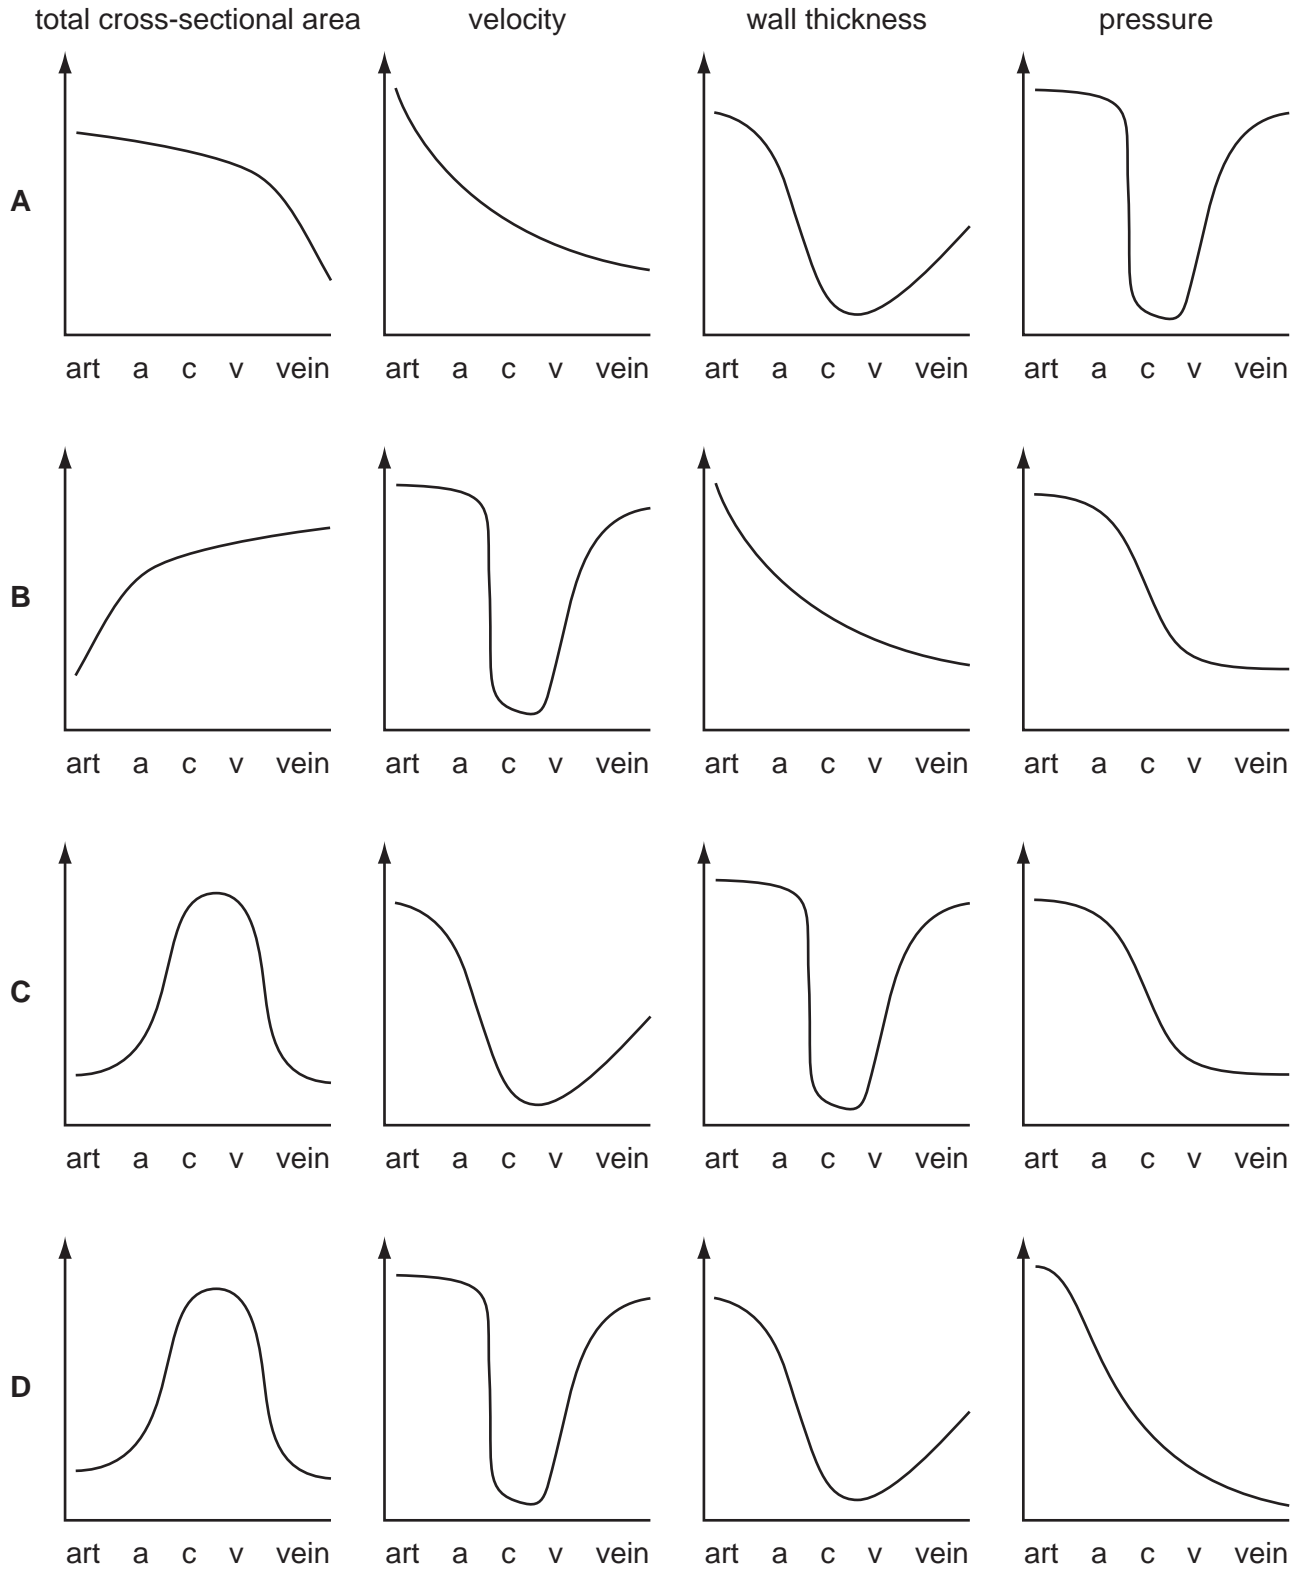 total cross-sectional area velocity wall thickness pressure
A
art a c v vein art a c v vein art a c v vein art a c v vein
B
art a c v vein art a c v vein art a c v vein art a c v vein
C
art a c v vein art a c v vein art a c v vein art a c v vein
D
art a c v vein art a c v vein art a c v vein art a c v vein